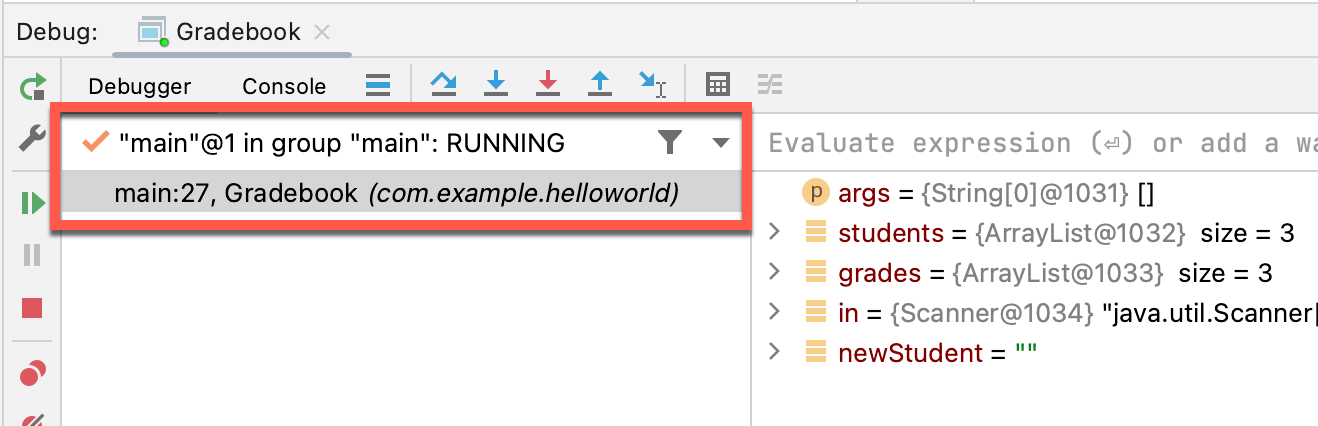 Debug: Gradebook
Debugger Console
"main"@1 in group "main": RUNNING
main:27, Gradebook (com.example.helloworld)
Evaluate expression (⏎) or add a wa
p args = {String[0]@1031} []
students = {ArrayList@1032} size = 3
grades = {ArrayList@1033} size = 3
in = {Scanner@1034} "java.util.Scanner[
newStudent = ""